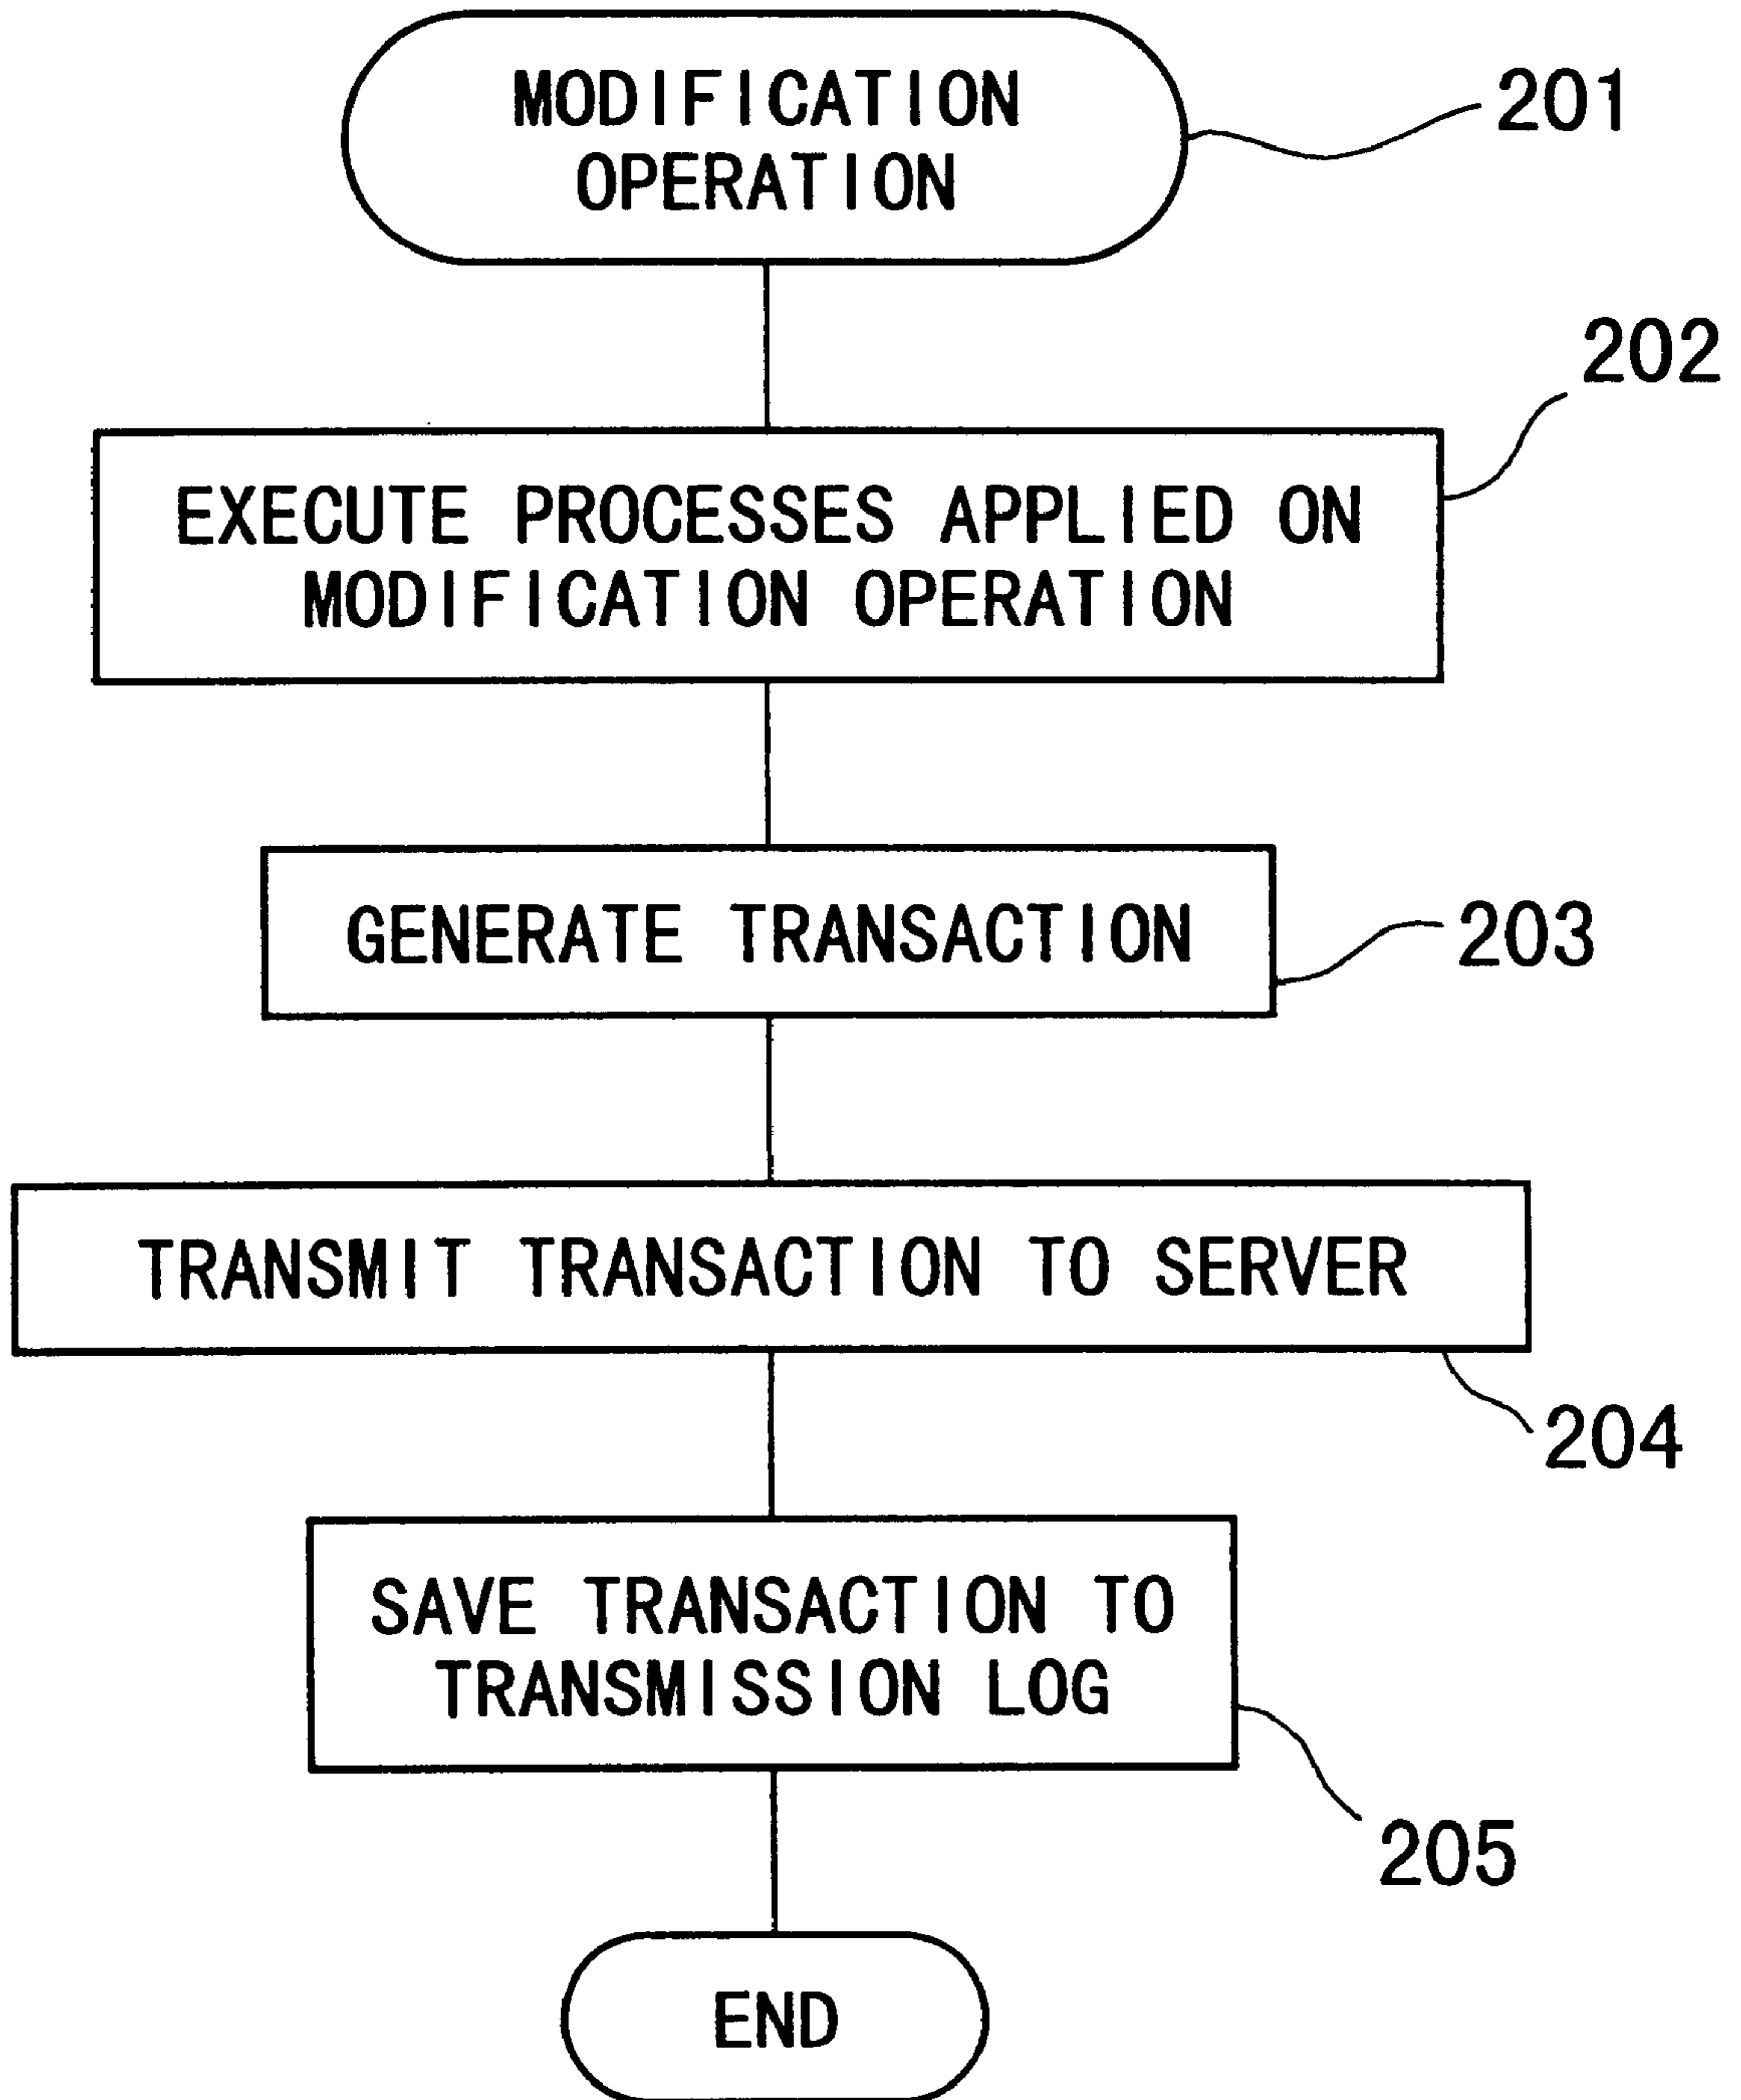 MODIFICATION
OPERATION
201
202
EXECUTE PROCESSES APPLIED ON
MODIFICATION OPERATION
GENERATE TRANSACTION
203
TRANSMIT TRANSACTION TO SERVER
204
SAVE TRANSACTION TO
TRANSMISSION LOG
205
END